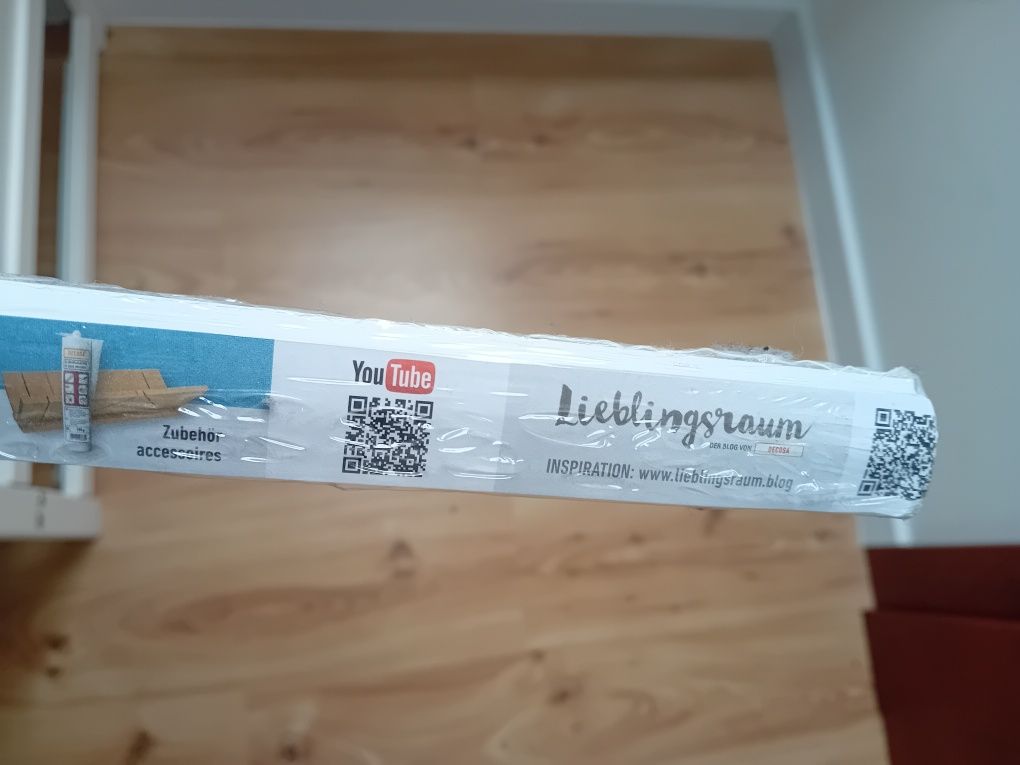 Zubehör
accessoires
YouTube
Lieblingsraum
DER BLOG VON DECOSA
INSPIRATION: www.lieblingsraum.blog